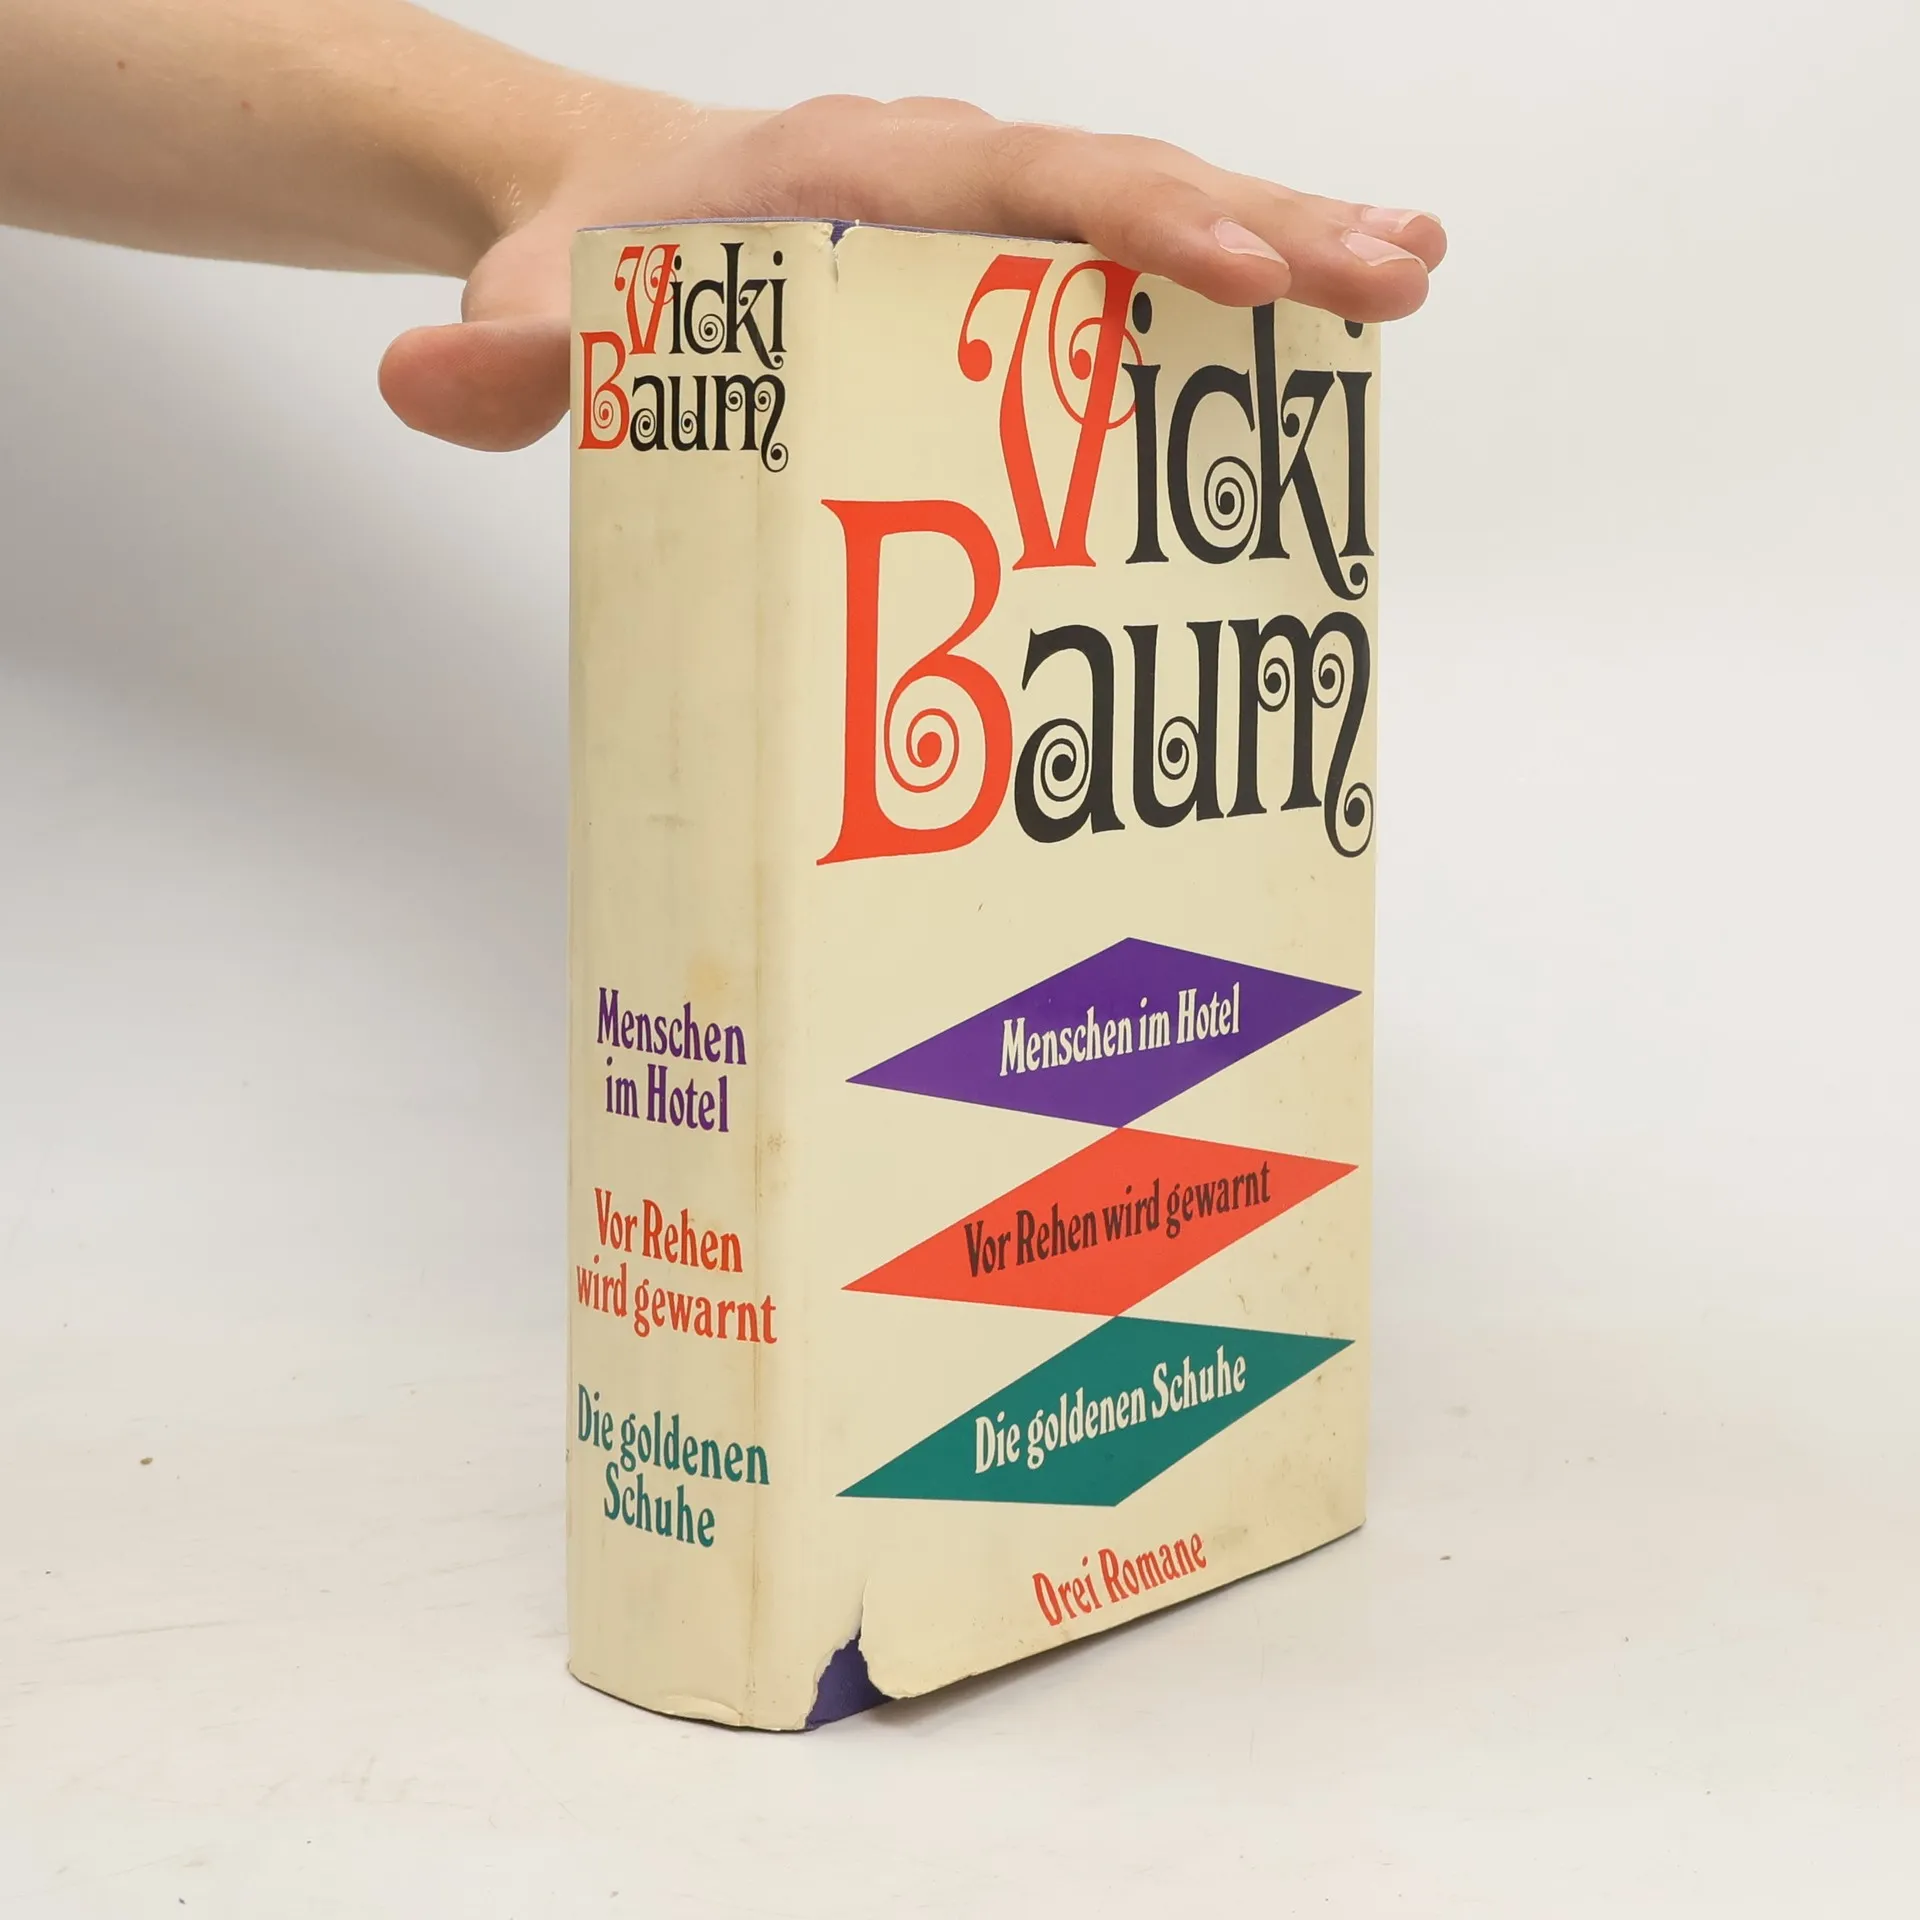 Vicki
Baum
Menschen
im Hotel
Vor Rehen
wird gewarnt
Die goldenen
Schuhe
Vicki
Baum
Menschen im Hotel
Vor Rehen wird gewarnt
Die goldenen Schuhe
Drei Romane